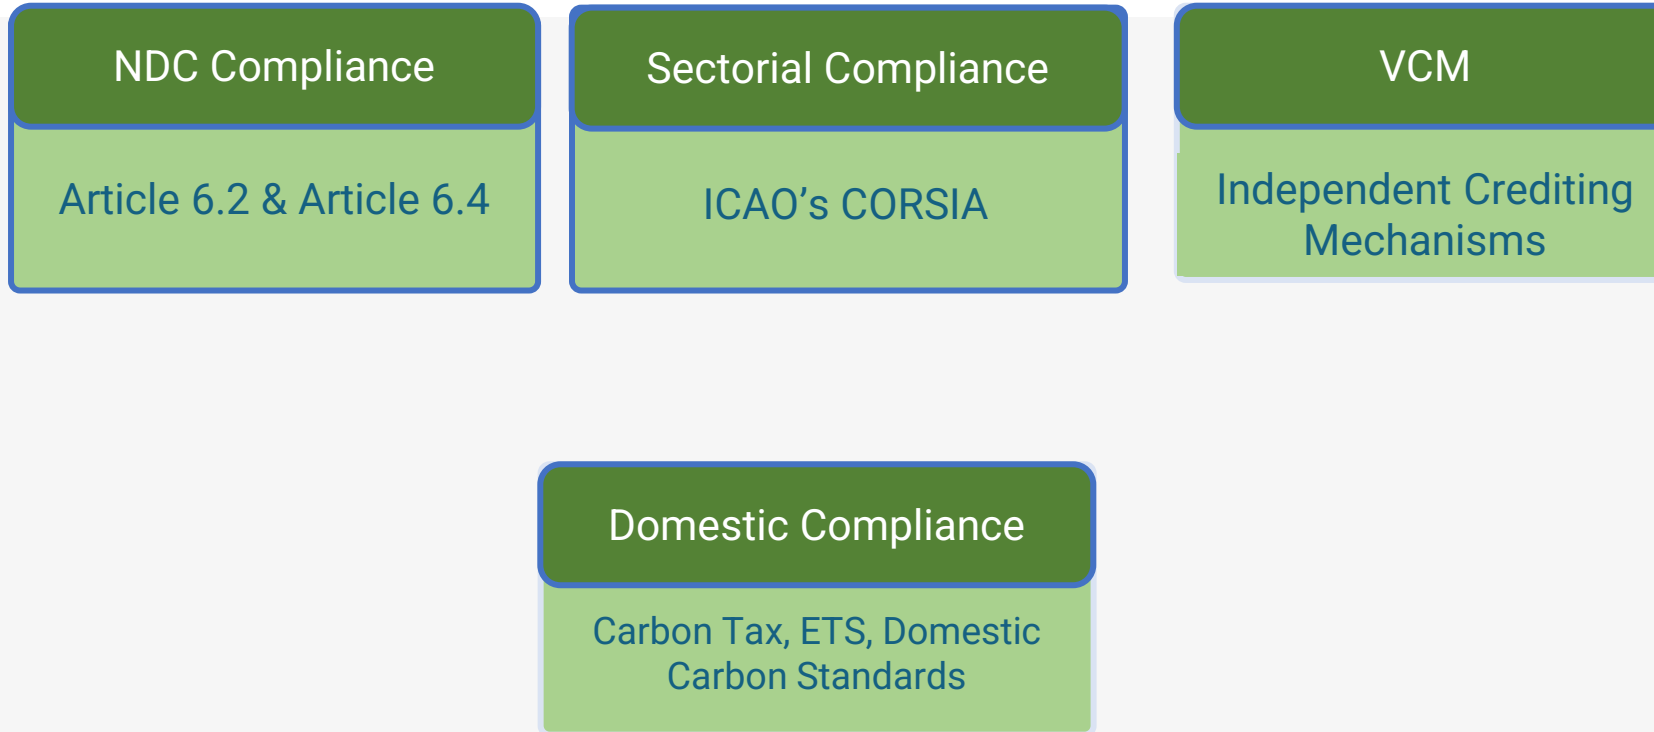 NDC Compliance
Article 6.2 & Article 6.4
Sectorial Compliance
ICAO’s CORSIA
VCM
Independent Crediting
Mechanisms
Domestic Compliance
Carbon Tax, ETS, Domestic
Carbon Standards